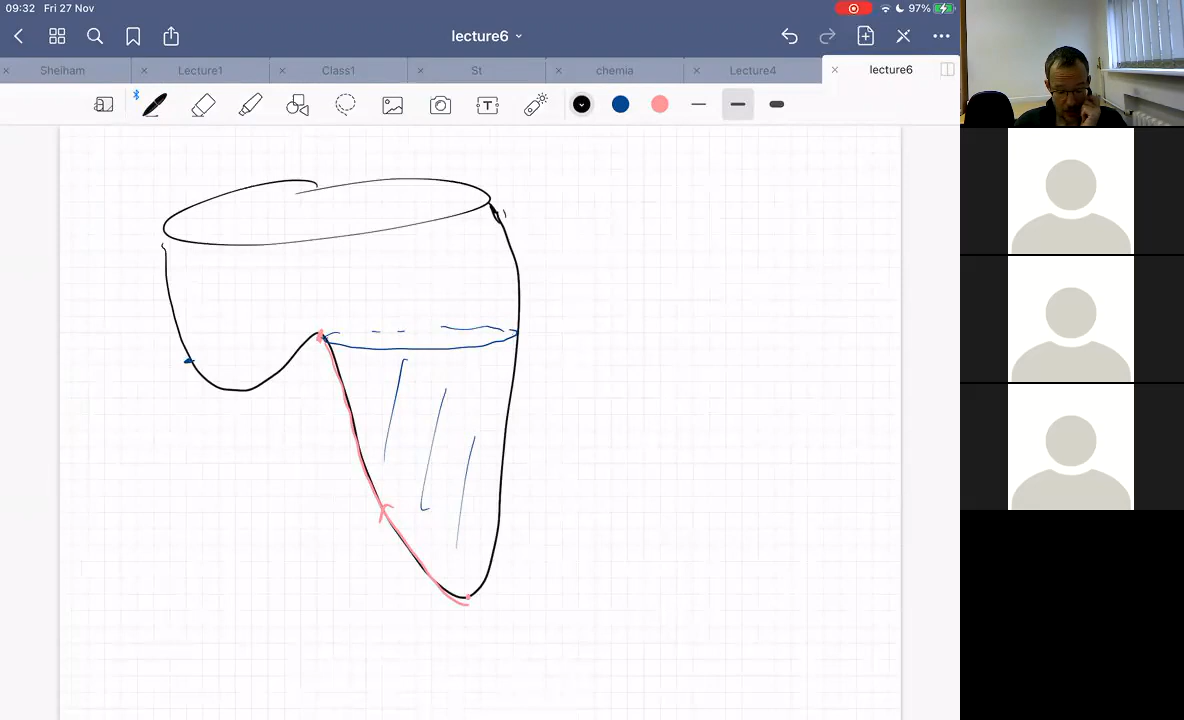 09:32 Fri 27 Nov
97%
lecture6
Sheiham
Lecture1
Class1
St
chemia
Lecture4
lecture6
T